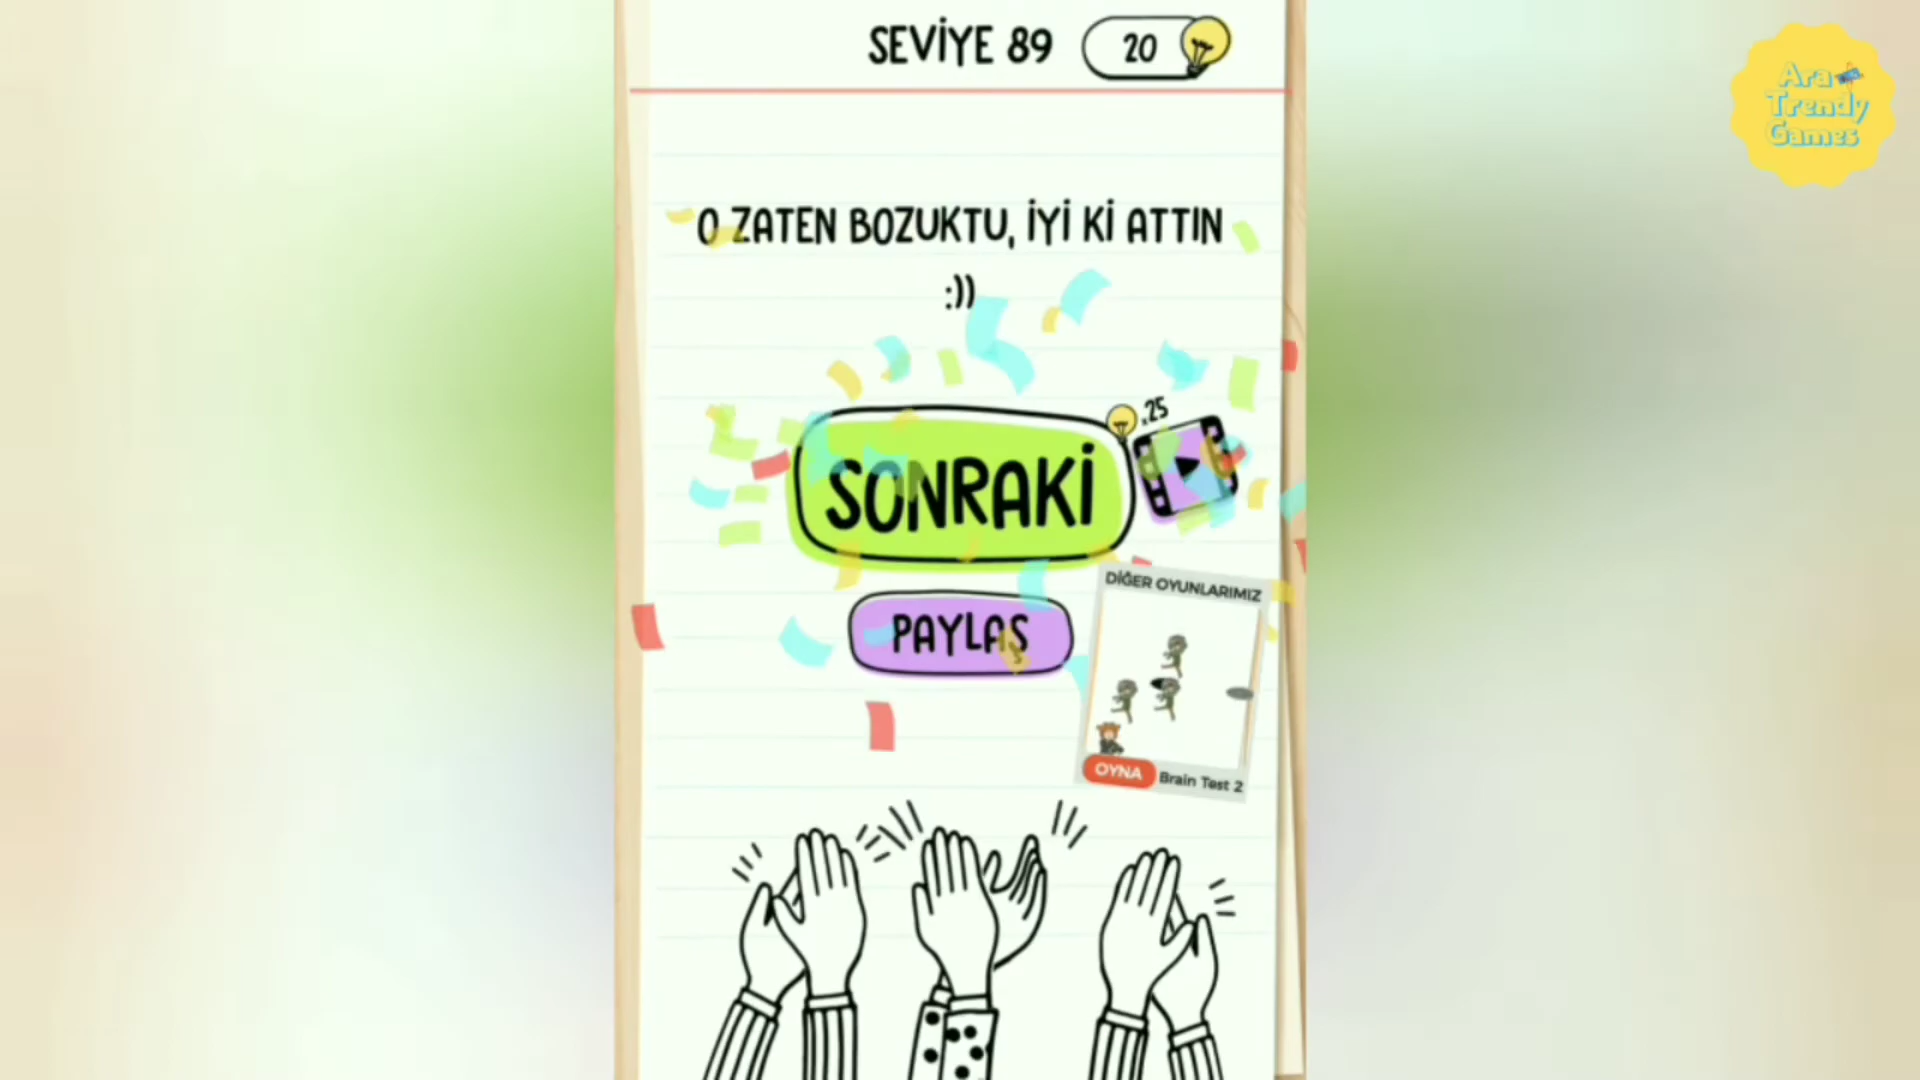 SEVİYE 89
20
Ara
Trendy
Games
O ZATEN BOZUKTU, İYİ Kİ ATTIN
:))
.25
SONRAKİ
DİĞER OYUNLARIMIZ
PAYLAŞ
OYNA
Brain Test 2